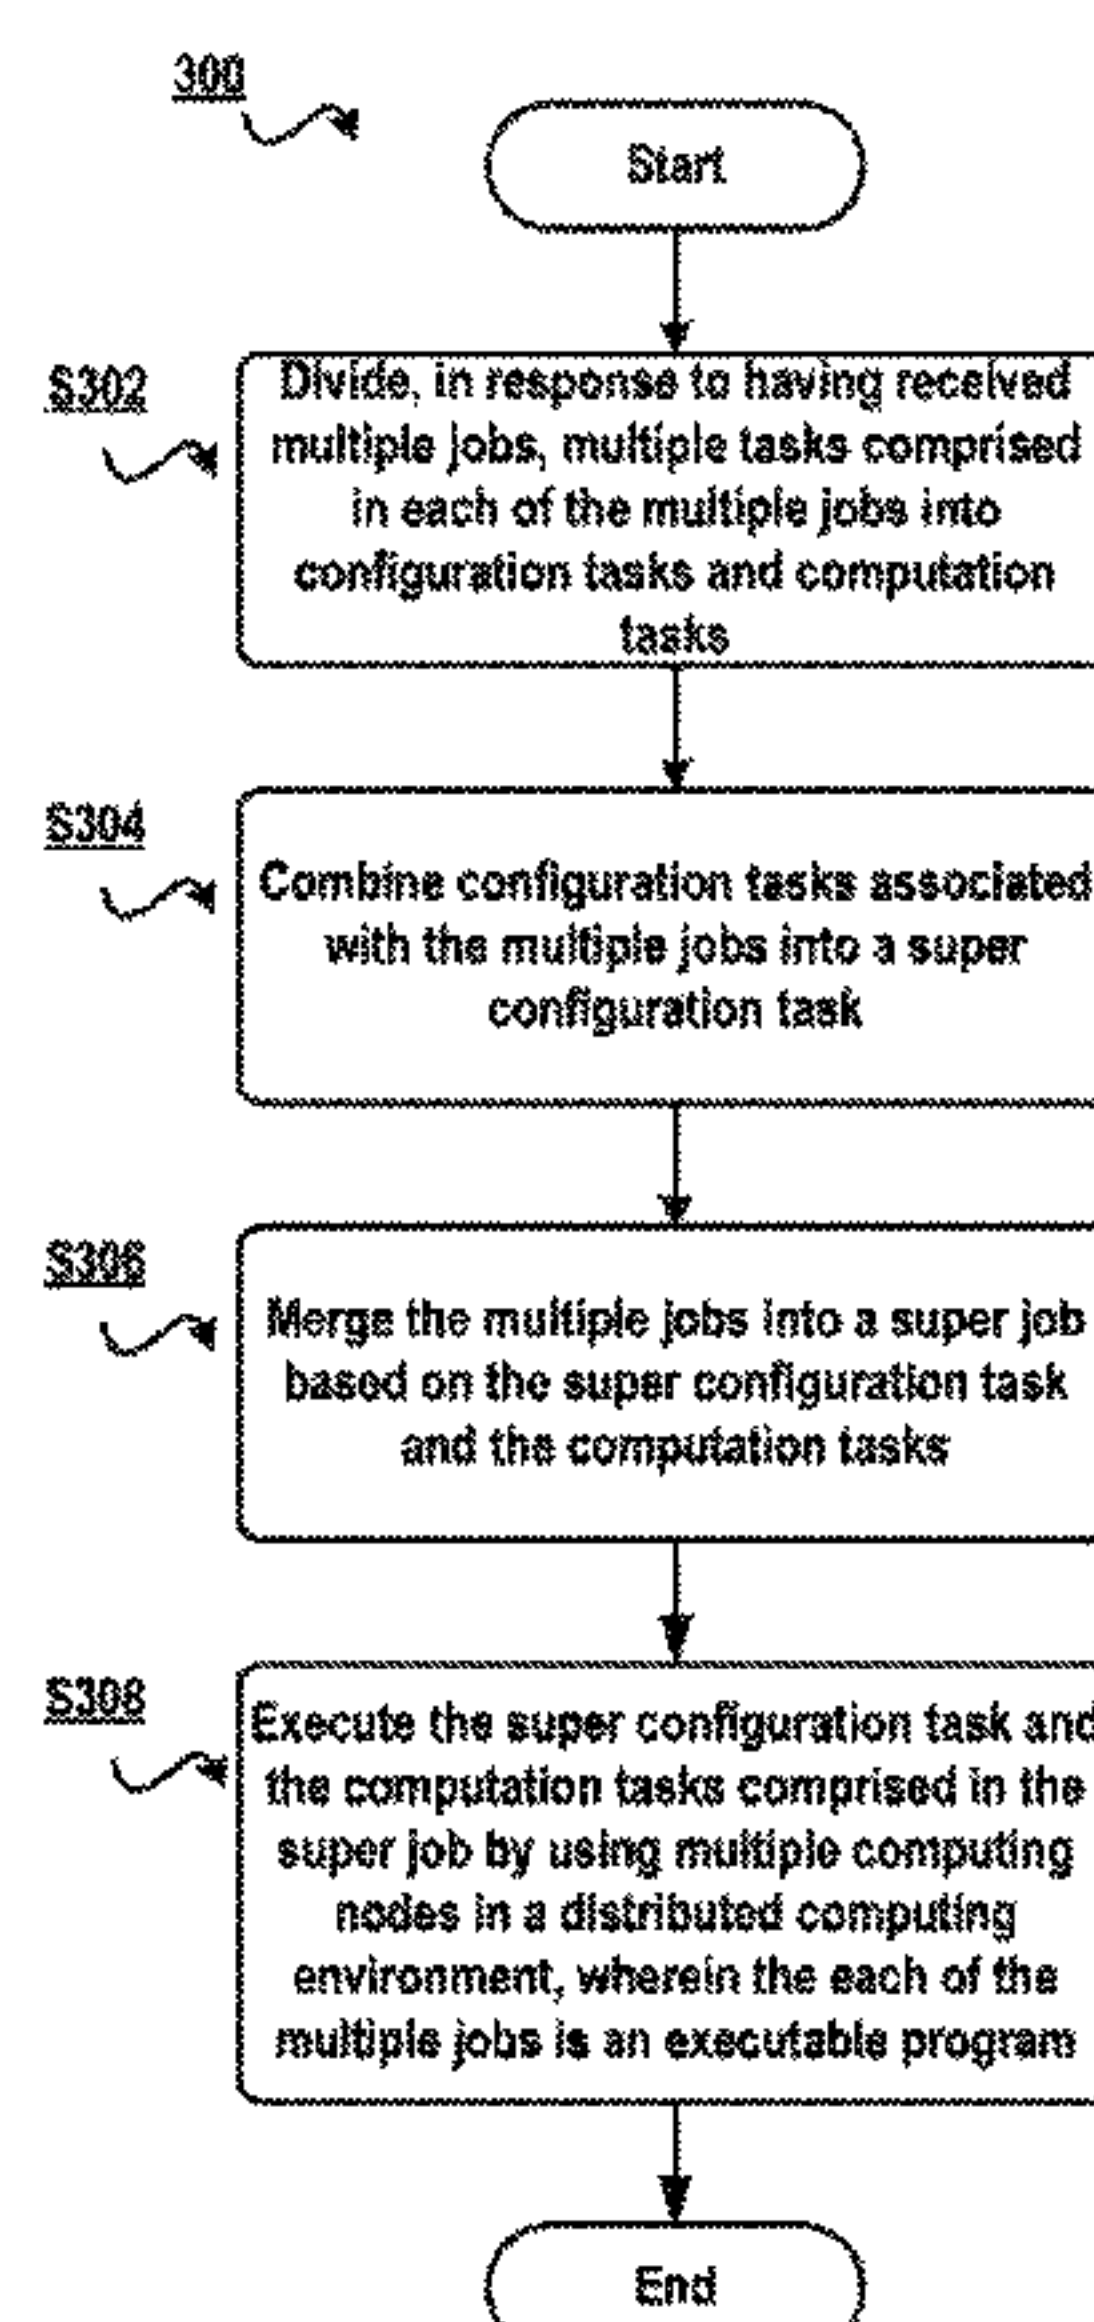 300
Start
S302
Divide, in response to having received
multiple jobs, multiple tasks comprised
in each of the multiple jobs into
configuration tasks and computation
tasks
S304
Combine configuration tasks associated
with the multiple jobs into a super
configuration task
S306
Merge the multiple jobs into a super job
based on the super configuration task
and the computation tasks
S308
Execute the super configuration task and
the computation tasks comprised in the
super job by using multiple computing
nodes in a distributed computing
environment, wherein the each of the
multiple jobs is an executable program
End